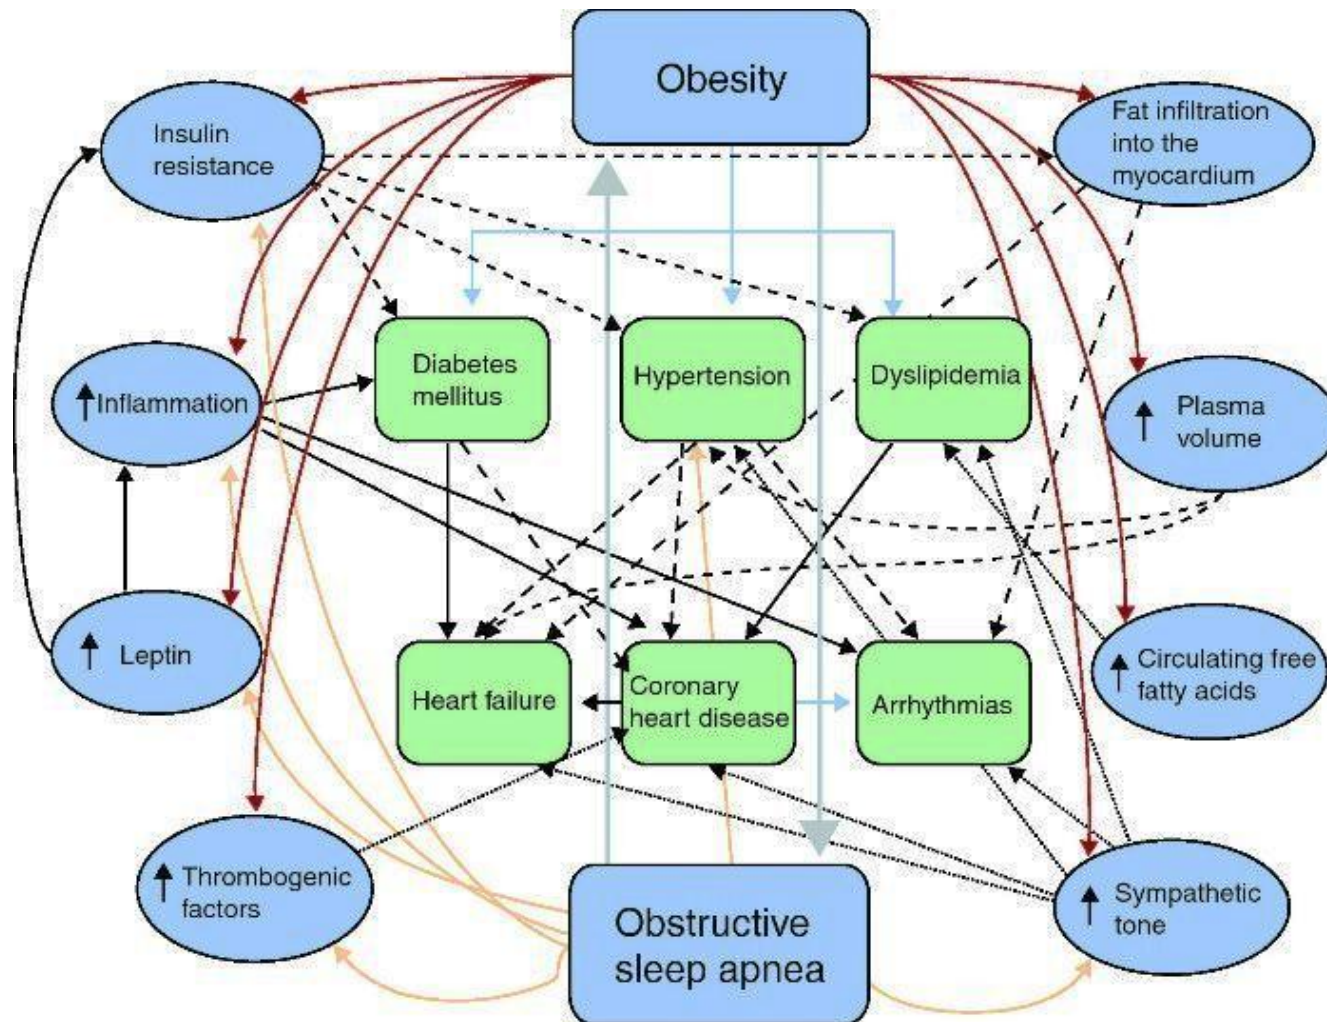 Obesity
Insulin
resistance
Fat infiltration
into the
myocardium
Diabetes
mellitus
Hypertension
Dyslipidemia
↑ Inflammation
↑ Plasma
volume
↑ Leptin
Heart failure
Coronary
heart disease
Arrhythmias
↑ Circulating free
fatty acids
↑ Thrombogenic
factors
Obstructive
sleep apnea
↑ Sympathetic
tone